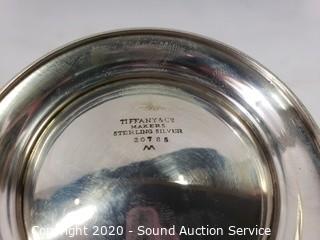 TIFFANY & Co
MAKERS
STERLING SILVER
20785
M
Copyright 2020 - Sound Auction Service